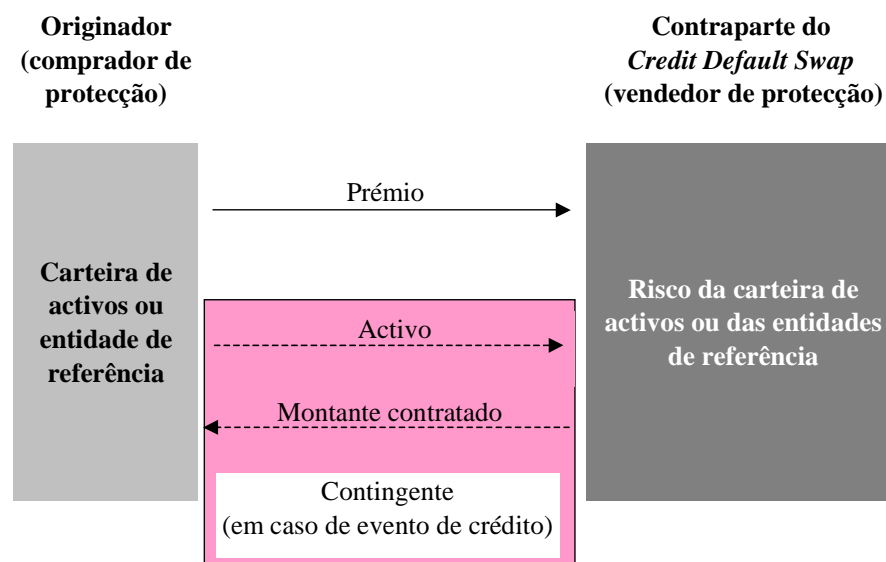 Originador
(comprador de
protecção)
Contraparte do
Credit Default Swap
(vendedor de protecção)
Prémio
Carteira de
activos ou
entidade de
referência
Activo
Montante contratado
Contingente
(em caso de evento de crédito)
Risco da carteira de
activos ou das entidades
de referência